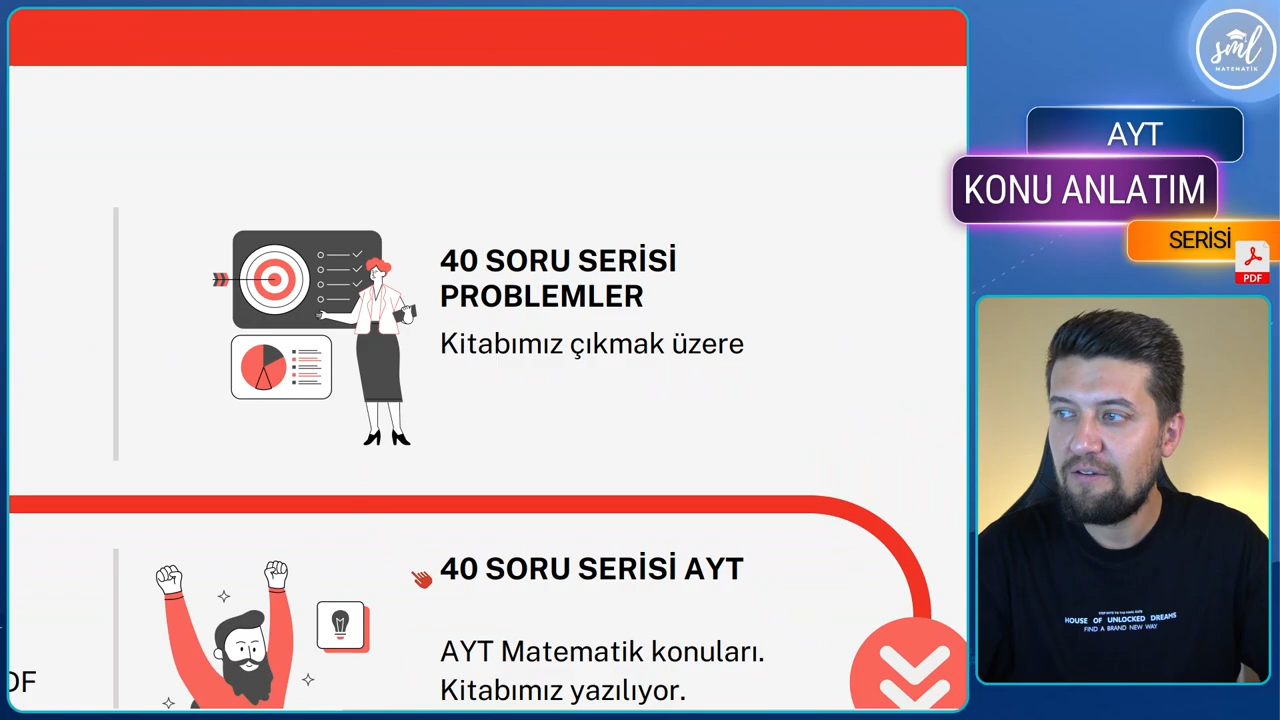 sml
MATEMATİK
AYT
KONU ANLATIM
SERİSİ
PDF
40 SORU SERİSİ
PROBLEMLER
Kitabımız çıkmak üzere
40 SORU SERİSİ AYT
AYT Matematik konuları.
Kitabımız yazılıyor.
DF
HOUSE OF UNLOCKED DREAMS
FIND A BRAND NEW WAY